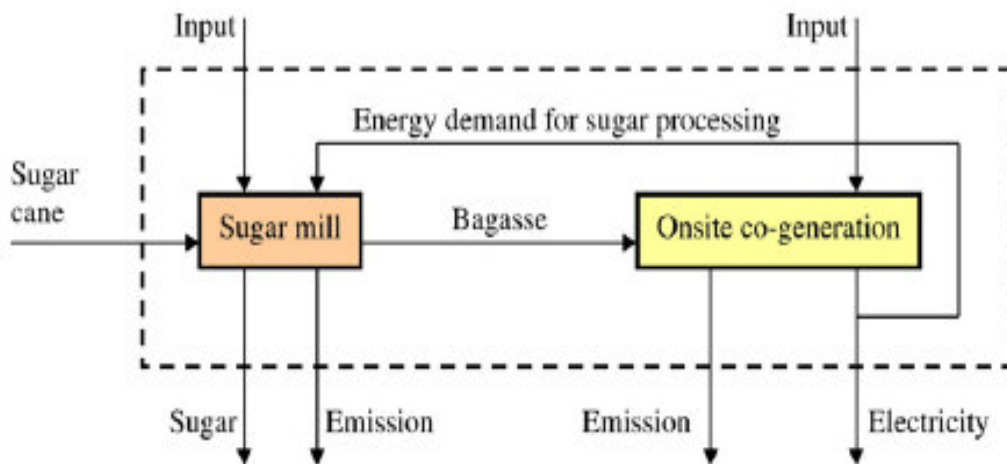 Input
Input
Energy demand for sugar processing
Sugar
cane
Sugar mill
Bagasse
Onsite co-generation
Sugar
Emission
Emission
Electricity